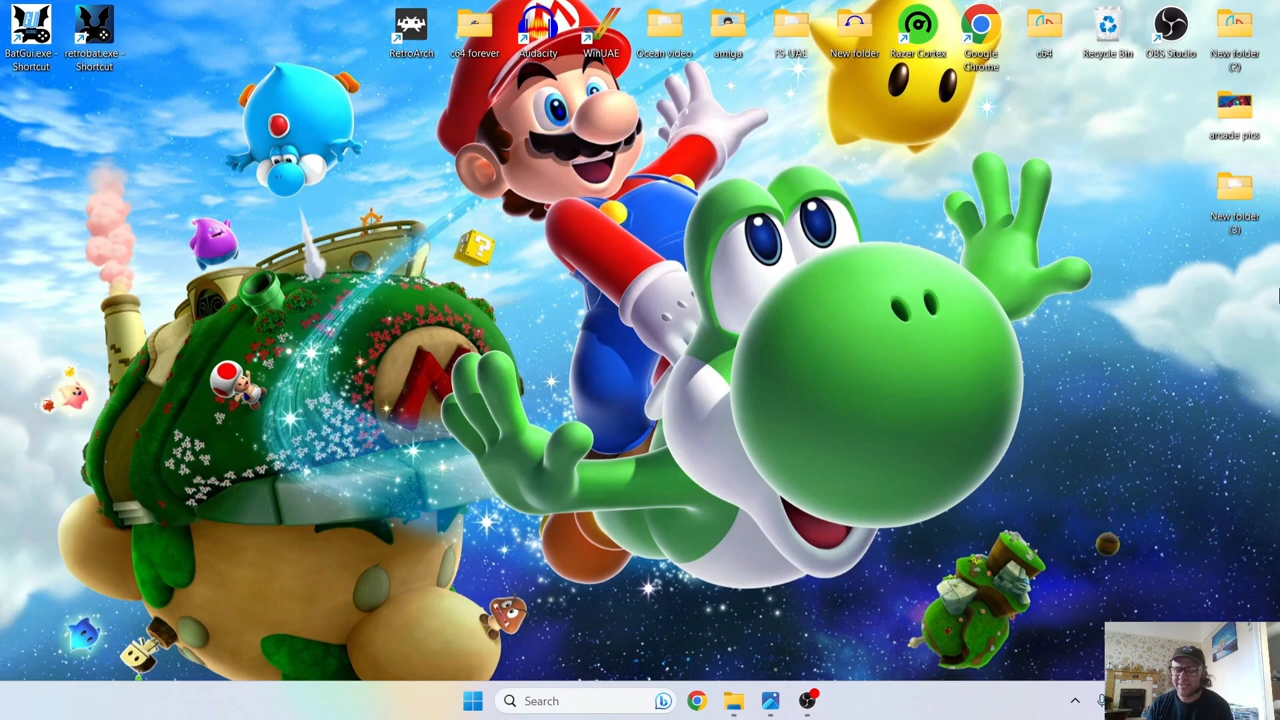 BatGui.exe - Shortcut
retrobat.exe - Shortcut
RetroArch
c64 forever
Audacity
WinUAE
Ocean video
amiga
FS-UAE
New folder
Razer Cortex
Google Chrome
c64
Recycle Bin
OBS Studio
New folder (2)
arcade pics
New folder (3)
M
?
Search